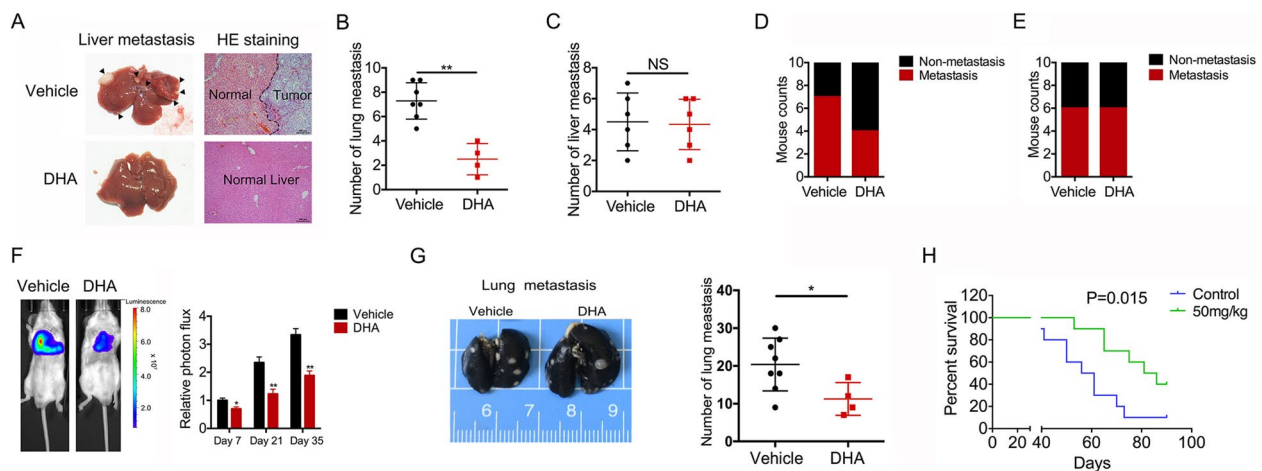 A
Liver metastasis
HE staining
Vehicle
Normal
Tumor
DHA
Normal Liver
B
Number of lung metastasis
10
8
6
4
2
0
**
Vehicle
DHA
C
Number of liver metastasis
8
6
4
2
0
NS
Vehicle
DHA
D
Non-metastasis
Metastasis
Mouse counts
10
8
6
4
2
0
Vehicle
DHA
E
Non-metastasis
Metastasis
Mouse counts
10
8
6
4
2
0
Vehicle
DHA
F
Vehicle
DHA
Luminescence
8.0
6.0
4.0
2.0
Relative photon flux
4
3
2
1
0
Vehicle
DHA
*
**
**
Day 7
Day 21
Day 35
G
Lung metastasis
Vehicle
DHA
6
7
8
9
Number of lung meastasis
40
30
20
10
0
*
Vehicle
DHA
H
P=0.015
Control
50mg/kg
Percent survival
120
100
80
60
40
20
0
20
40
60
80
100
Days